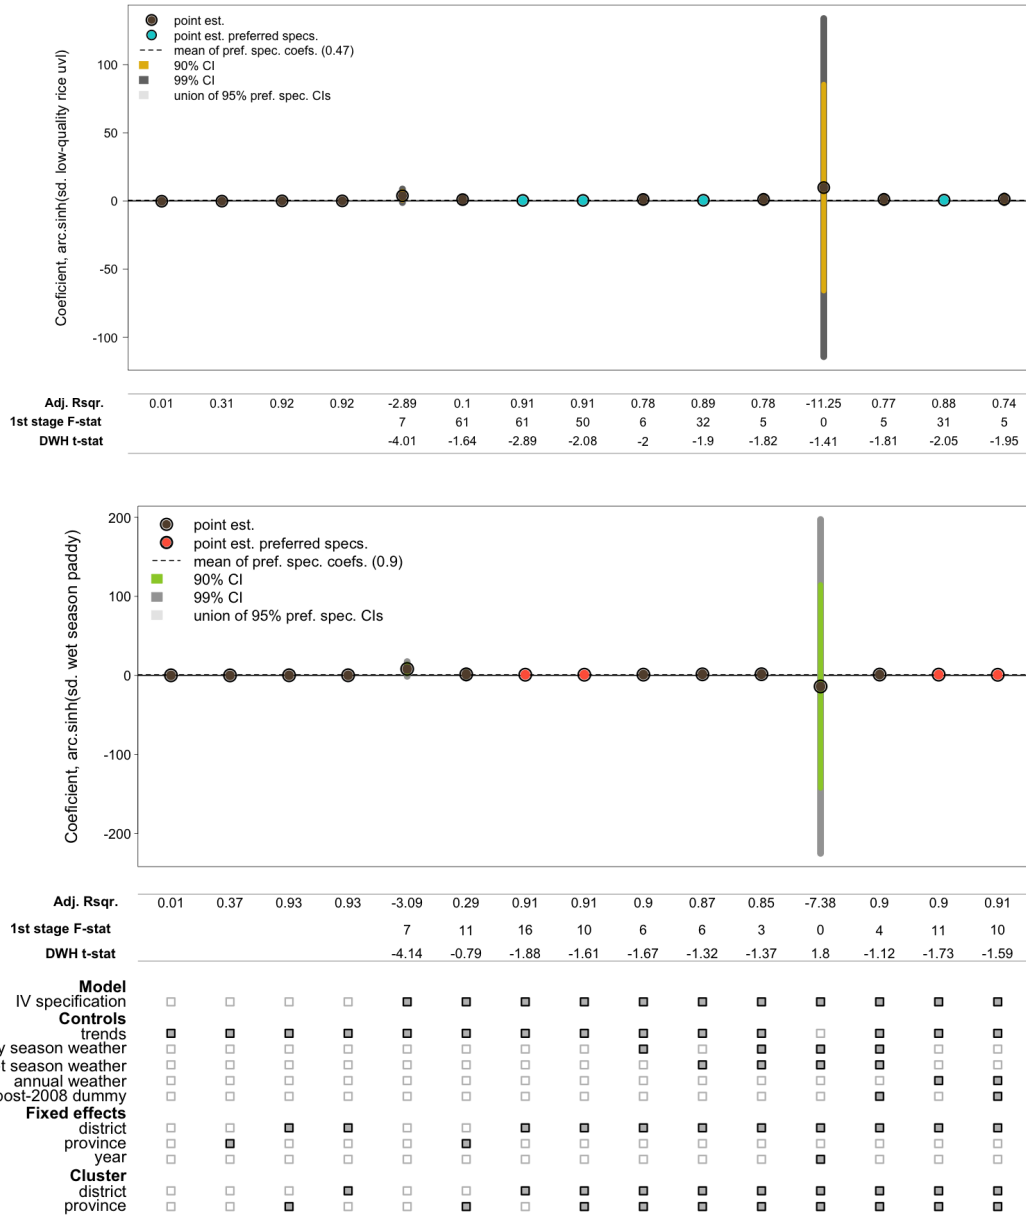 point est.
point est. preferred specs.
mean of pref. spec. coefs. (0.47)
90% CI
99% CI
union of 95% pref. spec. CIs
Coeficient, arc.sinh(sd. low-quality rice uvl)
100
50
0
-50
-100
Adj. Rsqr. 0.01 0.31 0.92 0.92 -2.89 0.1 0.91 0.91 0.78 0.89 0.78 -11.25 0.77 0.88 0.74
1st stage F-stat 7 61 61 50 6 32 5 0 5 31 5
DWH t-stat -4.01 -1.64 -2.89 -2.08 -2 -1.9 -1.82 -1.41 -1.81 -2.05 -1.95
point est.
point est. preferred specs.
mean of pref. spec. coefs. (0.9)
90% CI
99% CI
union of 95% pref. spec. CIs
Coeficient, arc.sinh(sd. wet season paddy)
200
100
0
-100
-200
Adj. Rsqr. 0.01 0.37 0.93 0.93 -3.09 0.29 0.91 0.91 0.9 0.87 0.85 -7.38 0.9 0.9 0.91
1st stage F-stat 7 11 16 10 6 6 3 0 4 11 10
DWH t-stat -4.14 -0.79 -1.88 -1.61 -1.67 -1.32 -1.37 1.8 -1.12 -1.73 -1.59
Model
IV specification
Controls
trends
y season weather
t season weather
annual weather
post-2008 dummy
Fixed effects
district
province
year
Cluster
district
province